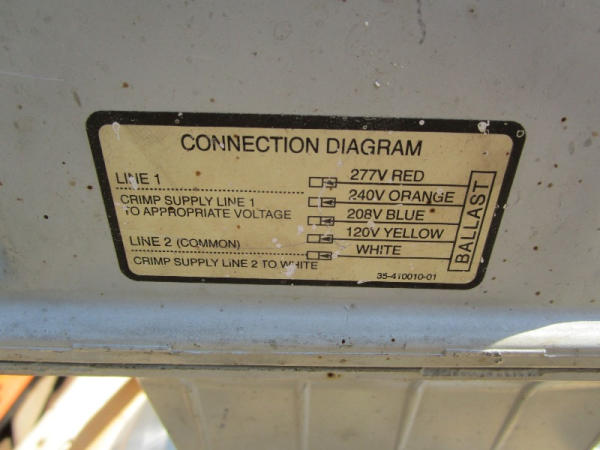 CONNECTION DIAGRAM
LINE 1
CRIMP SUPPLY LINE 1
TO APPROPRIATE VOLTAGE
LINE 2 (COMMON)
CRIMP SUPPLY LINE 2 TO WHITE
277V RED
240V ORANGE
208V BLUE
120V YELLOW
WHITE
BALLAST
35-410010-01